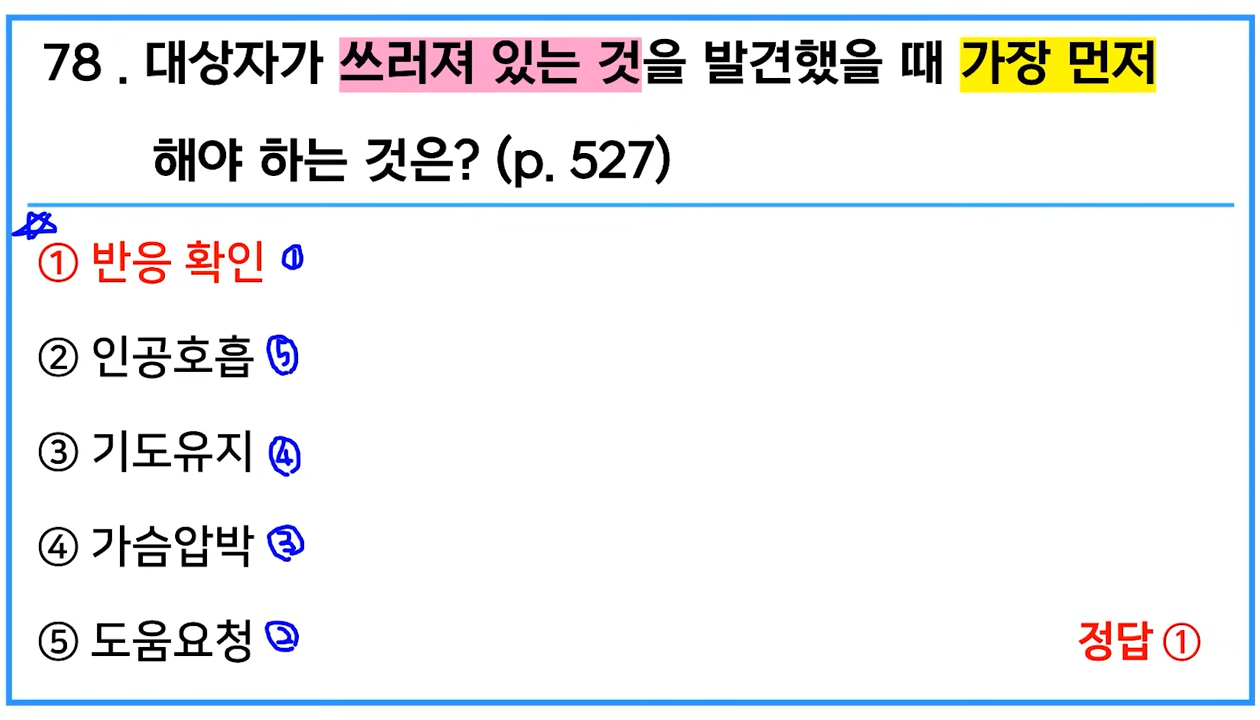 78 . 대상자가 쓰러져 있는 것을 발견했을 때 가장 먼저
해야 하는 것은? (p. 527)
① 반응 확인 ①
② 인공호흡 ⑤
③ 기도유지 ④
④ 가슴압박 ③
⑤ 도움요청 ②
정답 ①